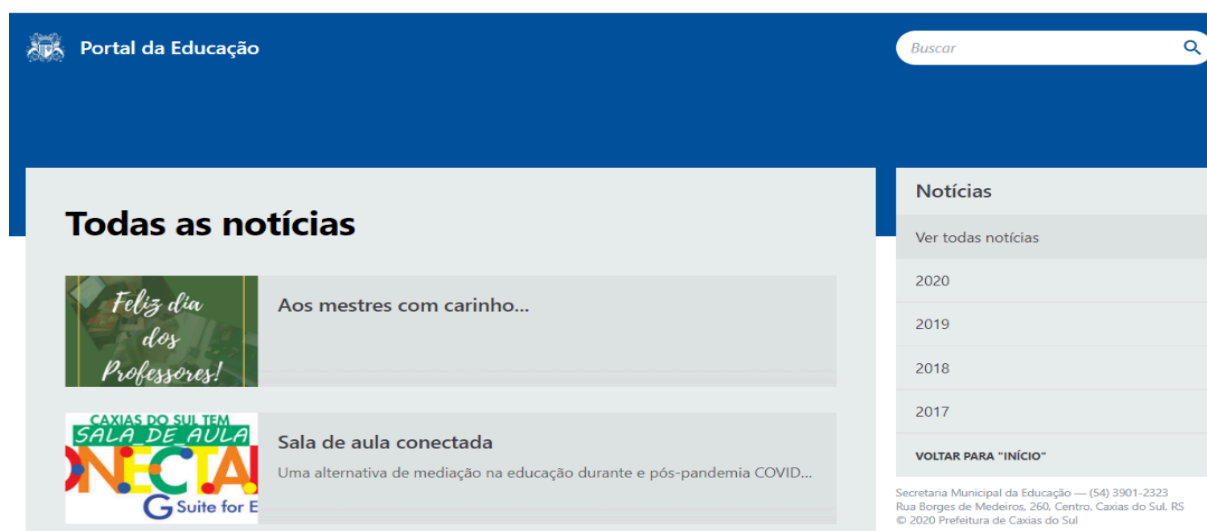 Portal da Educação
Buscar
Todas as notícias
Feliz dia
dos
Professores!
Aos mestres com carinho...
CAXIAS DO SUL TEM
SALA_DE_AULA
ONECTA
G Suite for E
Sala de aula conectada
Uma alternativa de mediação na educação durante e pós-pandemia COVID...
Notícias
Ver todas notícias
2020
2019
2018
2017
VOLTAR PARA "INÍCIO"
Secretaria Municipal da Educação — (54) 3901-2323
Rua Borges de Medeiros, 260, Centro, Caxias do Sul, RS
© 2020 Prefeitura de Caxias do Sul